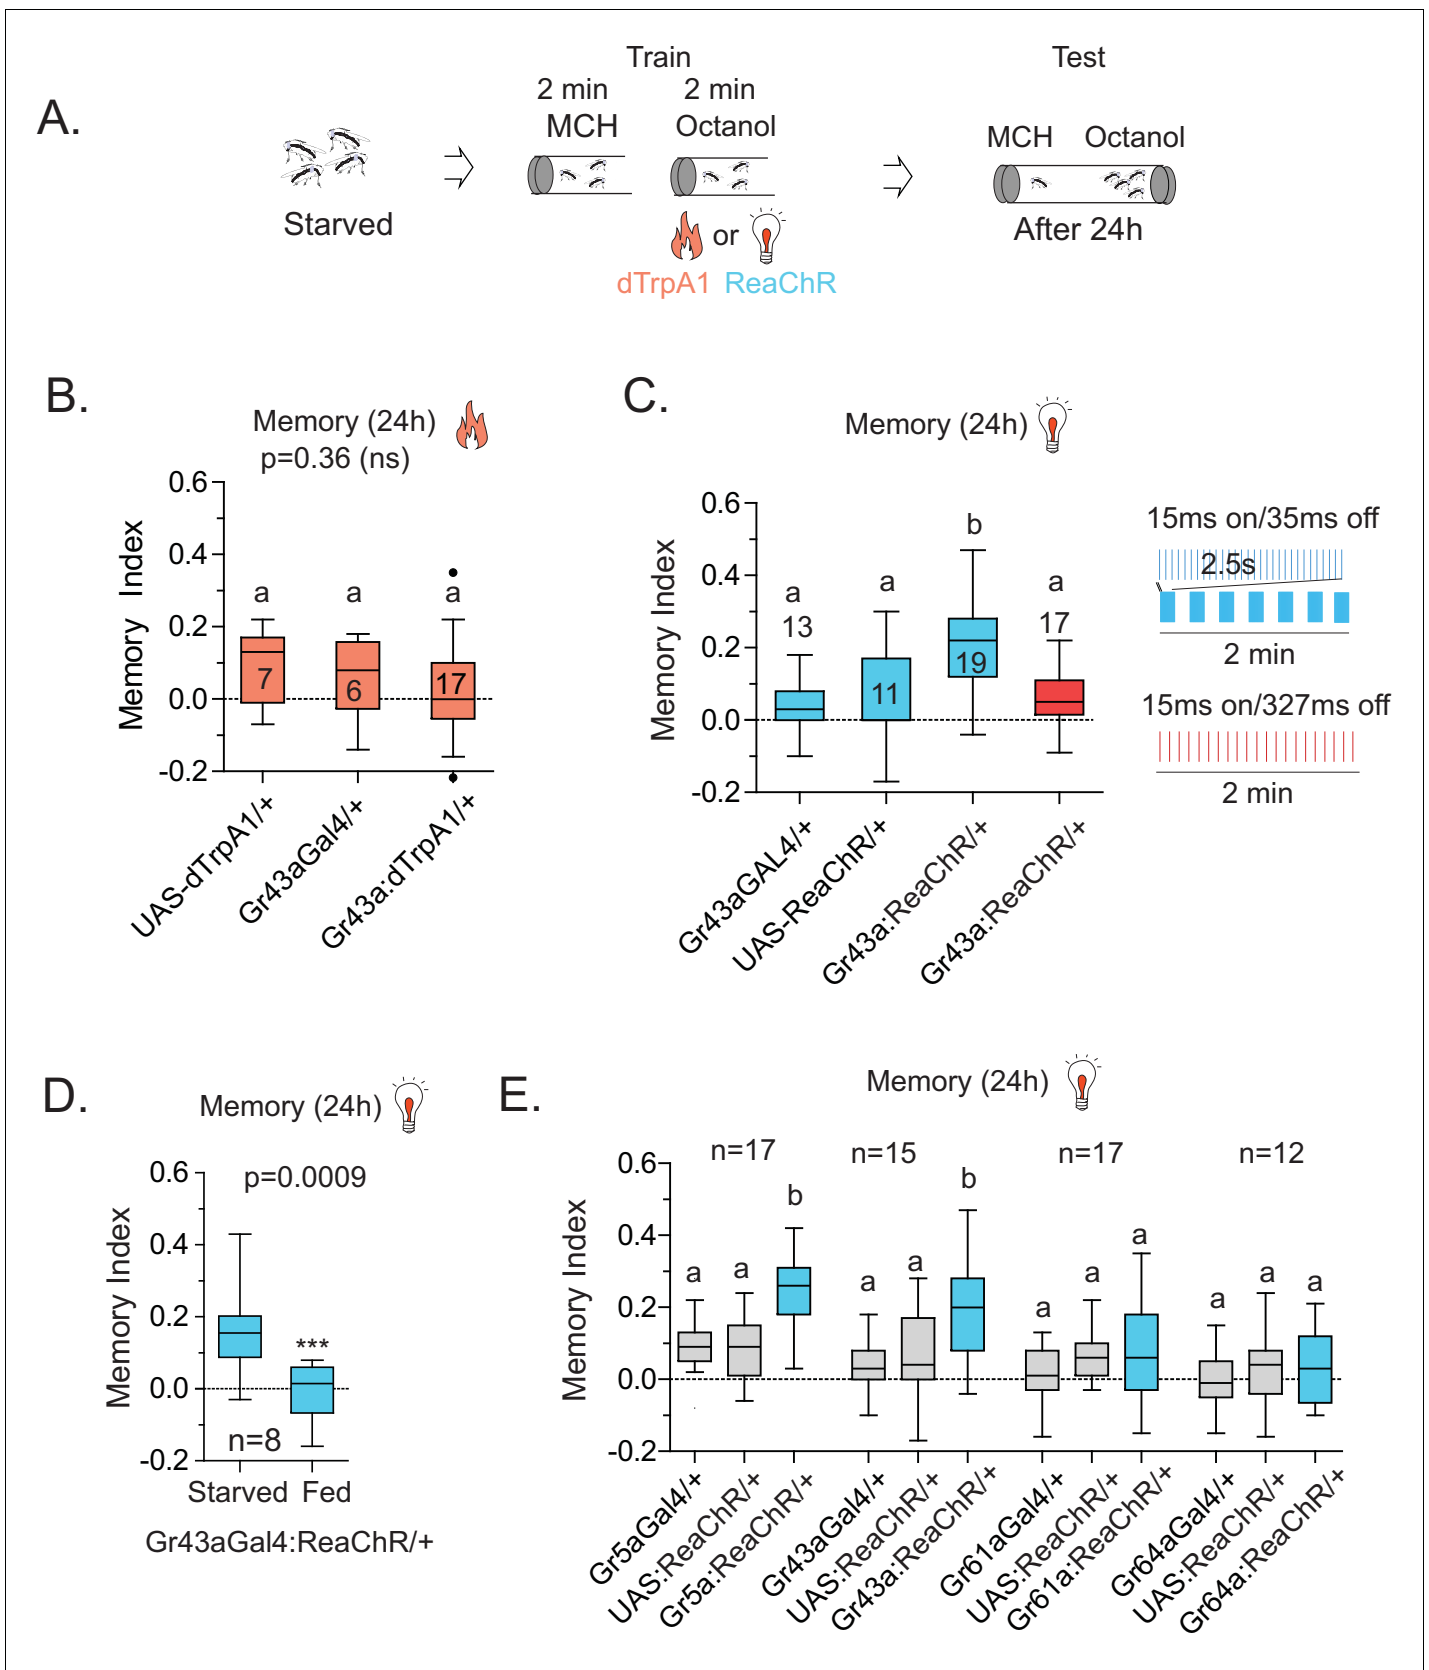 A.
Train
Test
2 min
2 min
MCH
Octanol
MCH Octanol
Starved
or
After 24h
dTrpA1 ReaChR
B.
Memory (24h)
p=0.36 (ns)
Memory Index
0.6
0.4
0.2
0.0
-0.2
a
a
a
7
6
17
UAS-dTrpA1/+
Gr43aGal4/+
Gr43a:dTrpA1/+
C.
Memory (24h)
Memory Index
0.6
0.4
0.2
0.0
-0.2
a
a
b
a
13
11
19
17
Gr43aGAL4/+
UAS-ReaChR/+
Gr43a:ReaChR/+
Gr43a:ReaChR/+
15ms on/35ms off
2.5s
2 min
15ms on/327ms off
2 min
D.
Memory (24h)
p=0.0009
Memory Index
0.6
0.4
0.2
0.0
-0.2
***
n=8
Starved Fed
Gr43aGal4:ReaChR/+
E.
Memory (24h)
n=17
n=15
n=17
n=12
Memory Index
0.6
0.4
0.2
0.0
-0.2
a
a
b
a
a
b
a
a
a
a
a
a
Gr5aGal4/+
UAS:ReaChR/+
Gr5a:ReaChR/+
Gr43aGal4/+
UAS:ReaChR/+
Gr43a:ReaChR/+
Gr61aGal4/+
UAS:ReaChR/+
Gr61a:ReaChR/+
Gr64aGal4/+
UAS:ReaChR/+
Gr64a:ReaChR/+